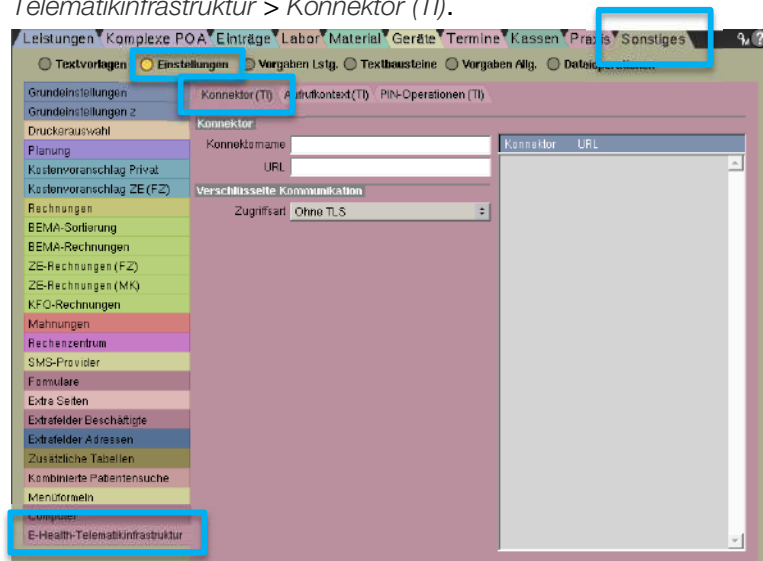 Telematikinfrastruktur > Konnektor (TI).
Leistungen Komplexe PO A Einträge Labor Material Geräte Termine Kassen Praxis Sonstiges
Textvorlagen Einstellungen Vorgaben Lstg. Textbausteine Vorgaben Allg. Dateioperationen
Grundeinstellungen
Konnektor (TI) Aufrufkontext (TI) PIN-Operationen (TI)
Grundeinstellungen 2
Druckerauswahl
Planung
Kostenvoranschlag Privat
Kostenvoranschlag ZE (FZ)
Rechnungen
BEMA-Sortierung
BEMA-Rechnungen
ZE-Rechnungen (FZ)
ZE-Rechnungen (MK)
KFO-Rechnungen
Mahnungen
Rechenzentrum
SMS-Provider
Formulare
Extra Seiten
Extrafelder Beschäftigte
Extrafelder Adressen
Zusätzliche Tabellen
Kombinierte Patientensuche
Menüformeln
Computer
E-Health-Telematikinfrastruktur
Konnektor
Konnektorname
URL
Verschlüsselte Kommunikation
Zugriffsart Ohne TLS
Konnektor URL